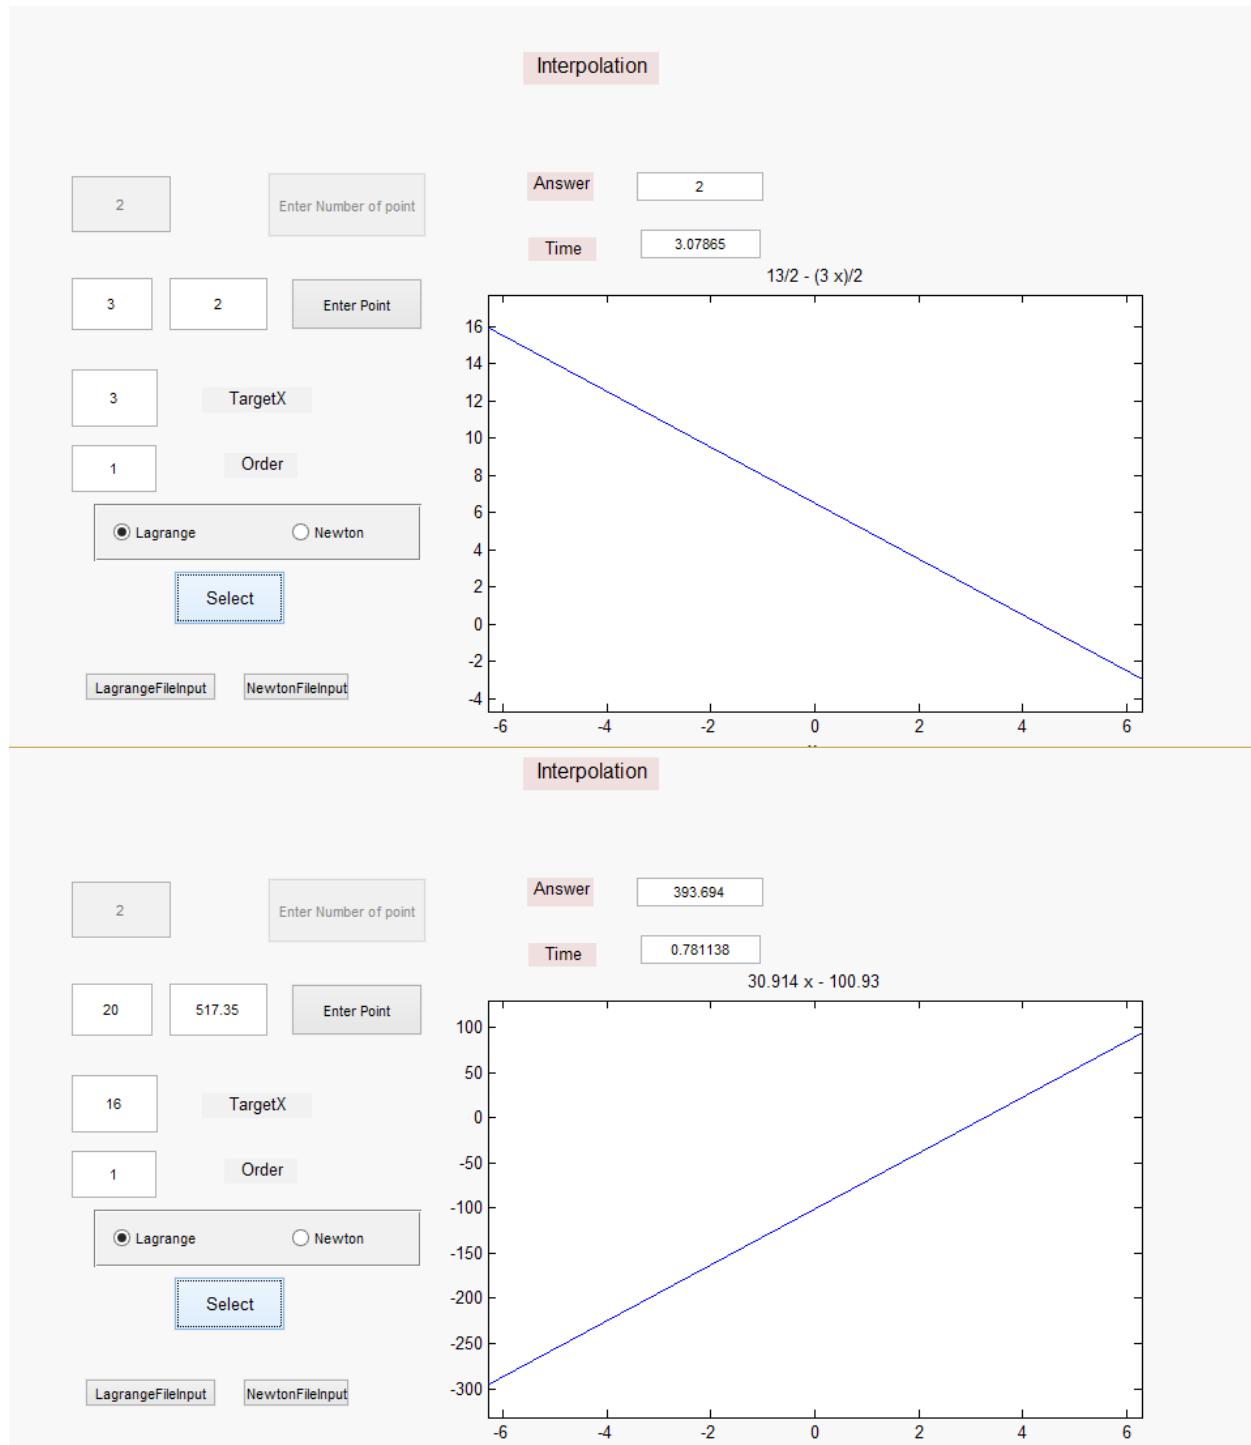 Interpolation
2
Enter Number of point
Answer
2
Time
3.07865
3
2
Enter Point
13/2 - (3 x)/2
3
TargetX
1
Order
Lagrange
Newton
Select
LagrangeFileInput
NewtonFileInput
16
14
12
10
8
6
4
2
0
-2
-4
-6 -4 -2 0 2 4 6
Interpolation
2
Enter Number of point
Answer
393.694
Time
0.781138
20
517.35
Enter Point
30.914 x - 100.93
16
TargetX
1
Order
Lagrange
Newton
Select
LagrangeFileInput
NewtonFileInput
100
50
0
-50
-100
-150
-200
-250
-300
-6 -4 -2 0 2 4 6